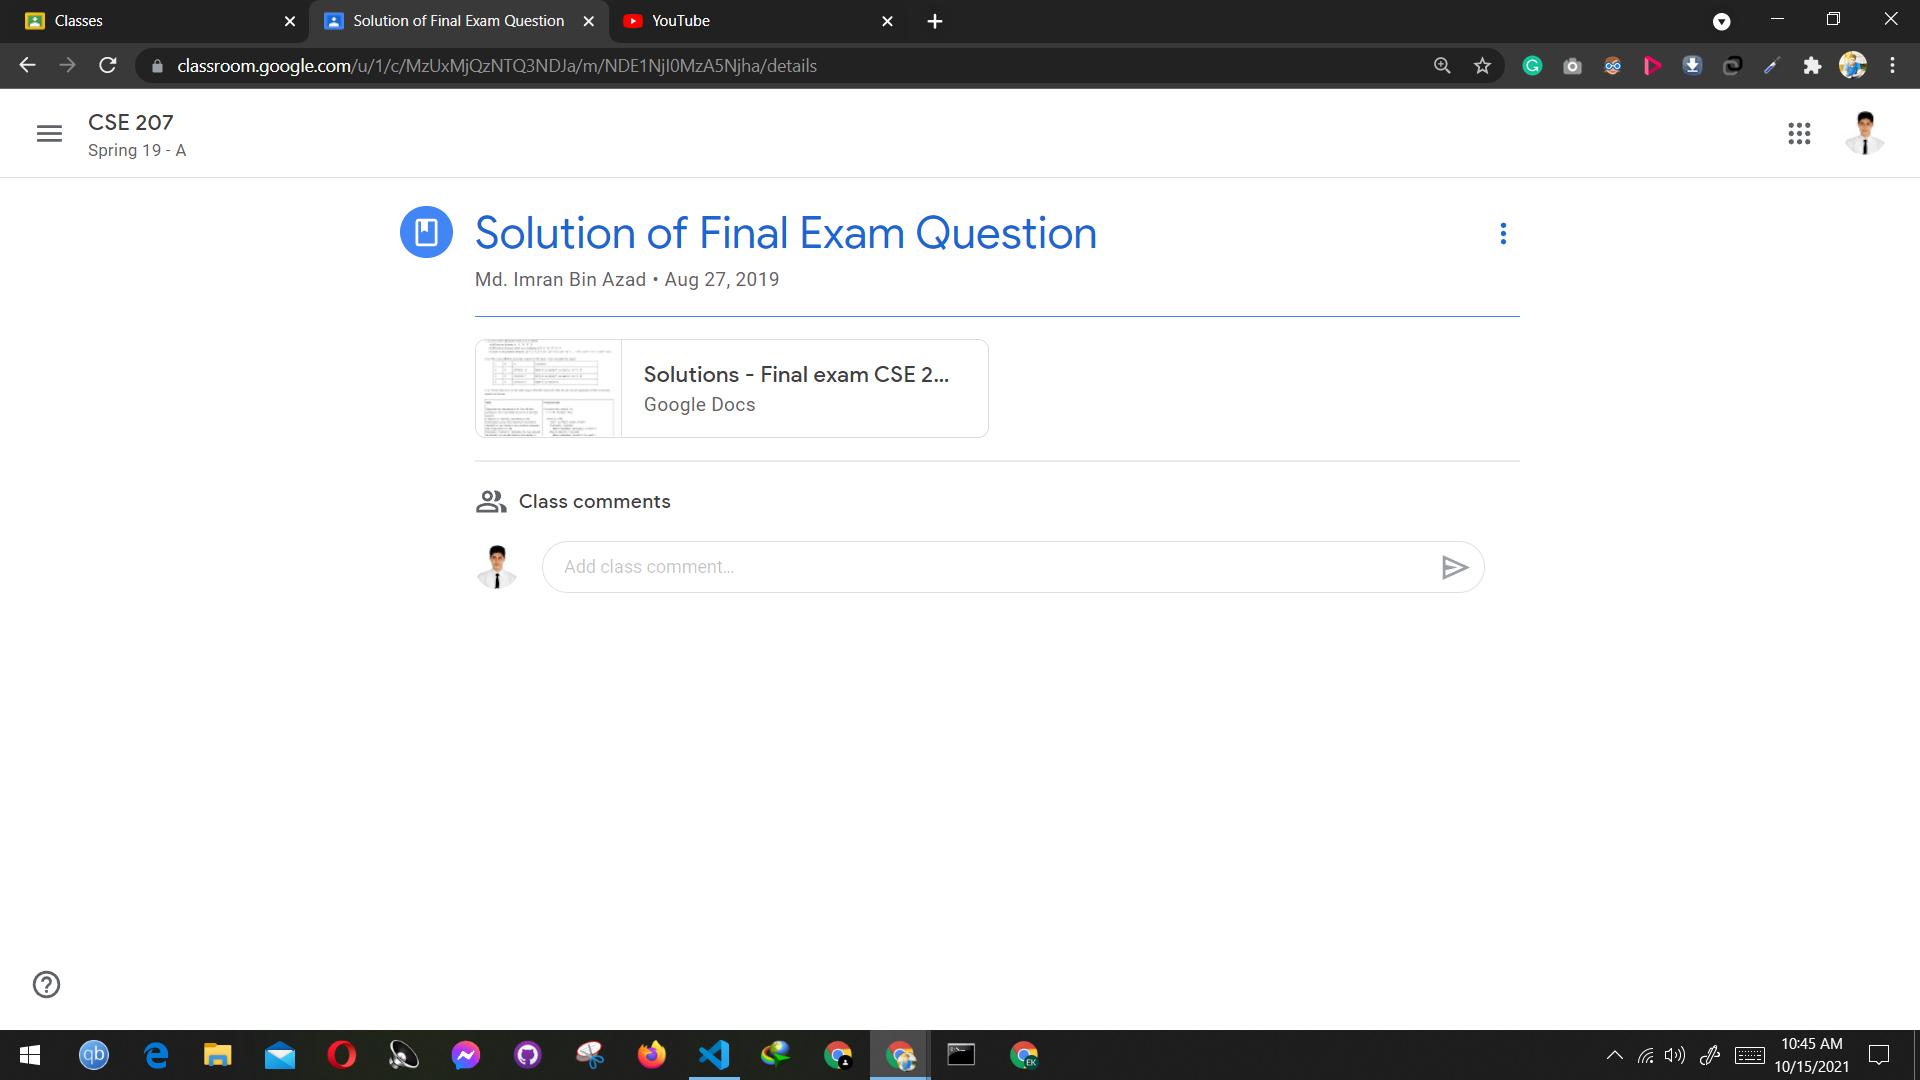 Classes
Solution of Final Exam Question
YouTube
classroom.google.com/u/1/c/MzUxMjQzNTQ3NDJa/m/NDE1NjI0MzA5Njha/details
CSE 207
Spring 19 - A
Solution of Final Exam Question
Md. Imran Bin Azad • Aug 27, 2019
Solutions - Final exam CSE 2...
Google Docs
Class comments
Add class comment...
qb
EK
10:45 AM
10/15/2021